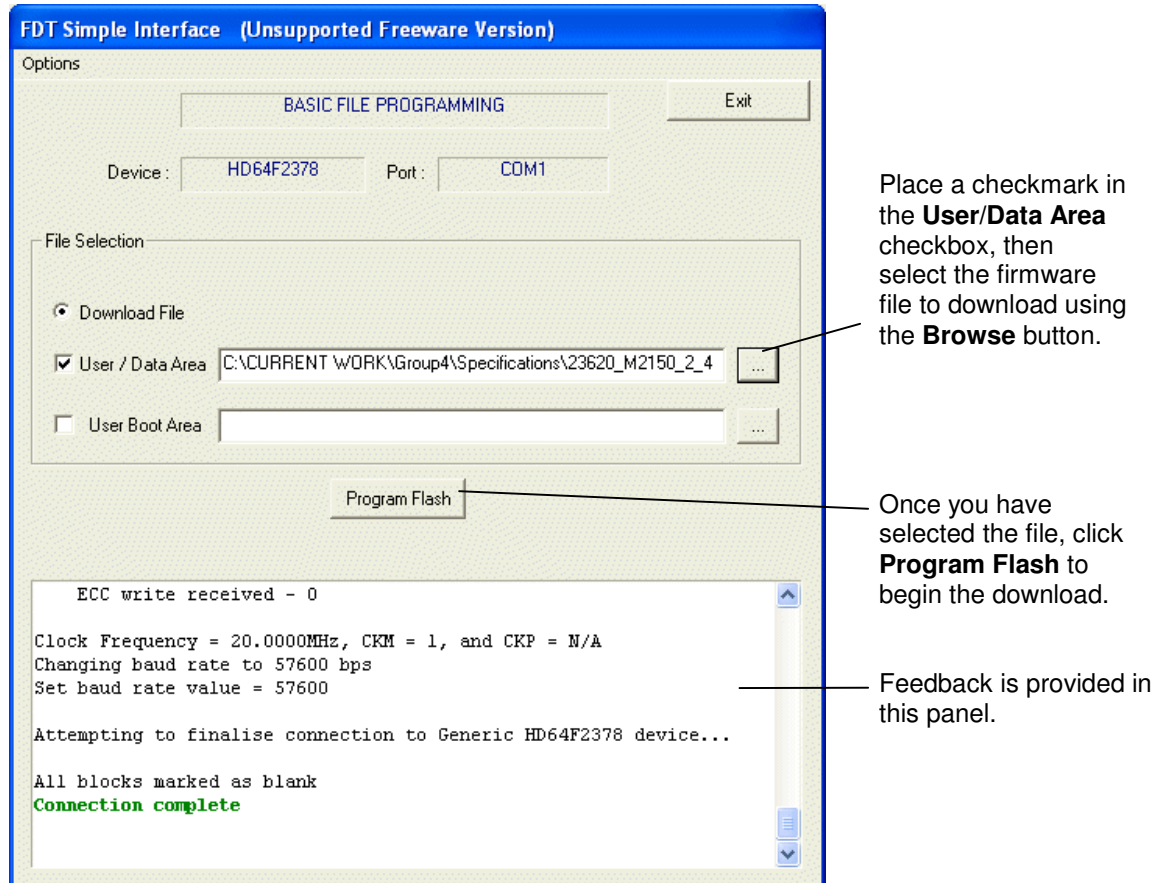 FDT Simple Interface (Unsupported Freeware Version)
Options
BASIC FILE PROGRAMMING
Exit
Device :
HD64F2378
Port :
COM1
File Selection
Download File
User / Data Area
C:\CURRENT WORK\Group4\Specifications\23620_M2150_2_4
...
User Boot Area
...
Program Flash
ECC write received - 0
Clock Frequency = 20.0000MHz, CKM = 1, and CKP = N/A
Changing baud rate to 57600 bps
Set baud rate value = 57600
Attempting to finalise connection to Generic HD64F2378 device...
All blocks marked as blank
Connection complete
Place a checkmark in
the User/Data Area
checkbox, then
select the firmware
file to download using
the Browse button.
Once you have
selected the file, click
Program Flash to
begin the download.
Feedback is provided in
this panel.